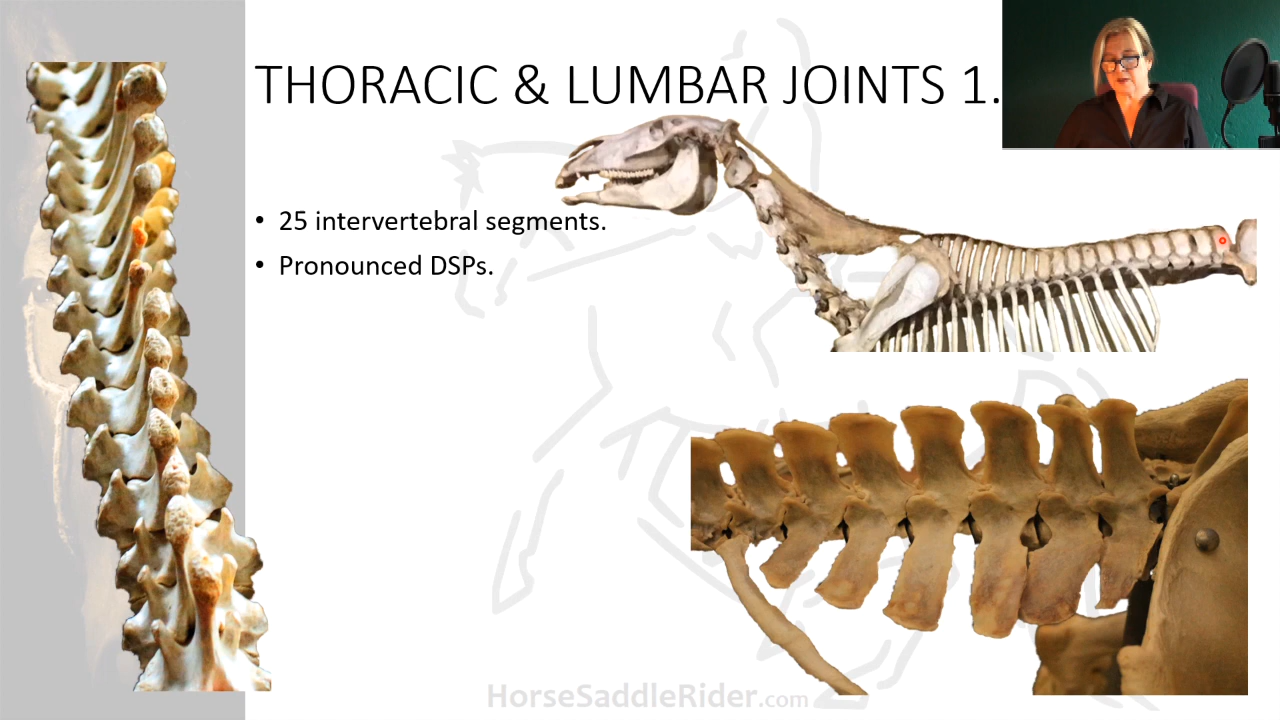 THORACIC & LUMBAR JOINTS 1.
• 25 intervertebral segments.
• Pronounced DSPs.
HorseSaddleRider.com